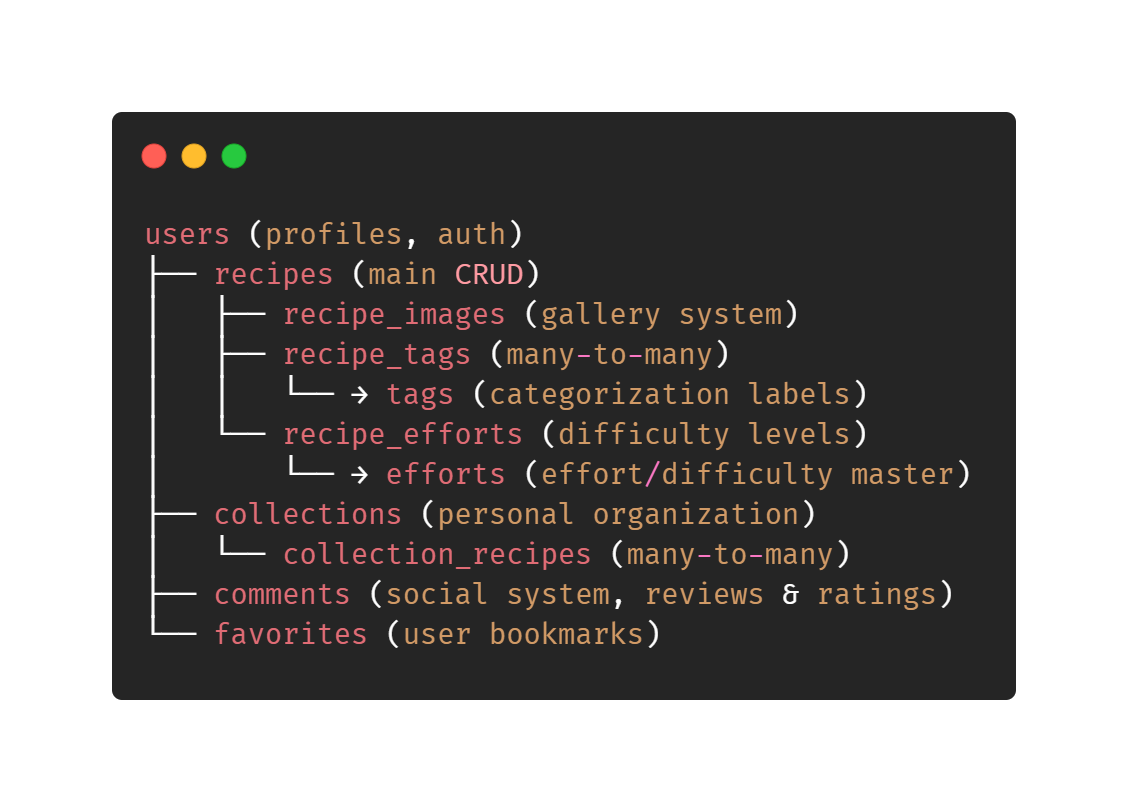 users (profiles, auth)
├── recipes (main CRUD)
│   ├── recipe_images (gallery system)
│   ├── recipe_tags (many-to-many)
│   │   └── → tags (categorization labels)
│   └── recipe_efforts (difficulty levels)
│       └── → efforts (effort/difficulty master)
├── collections (personal organization)
│   └── collection_recipes (many-to-many)
├── comments (social system, reviews & ratings)
└── favorites (user bookmarks)